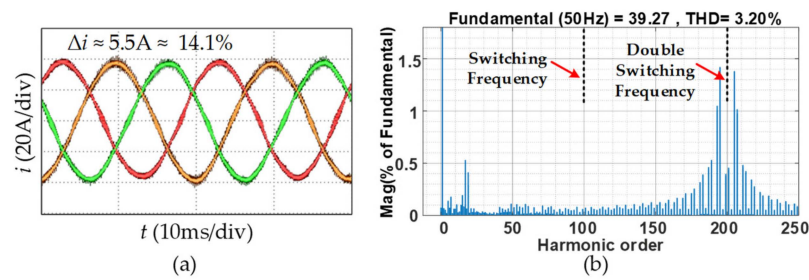 Δi ≈ 5.5A ≈ 14.1%
i (20A/div)
t (10ms/div)
(a)
Fundamental (50Hz) = 39.27 , THD= 3.20%
Mag(% of Fundamental)
1.5
1
0.5
0
Switching
Frequency
Double
Switching
Frequency
0 50 100 150 200 250
Harmonic order
(b)